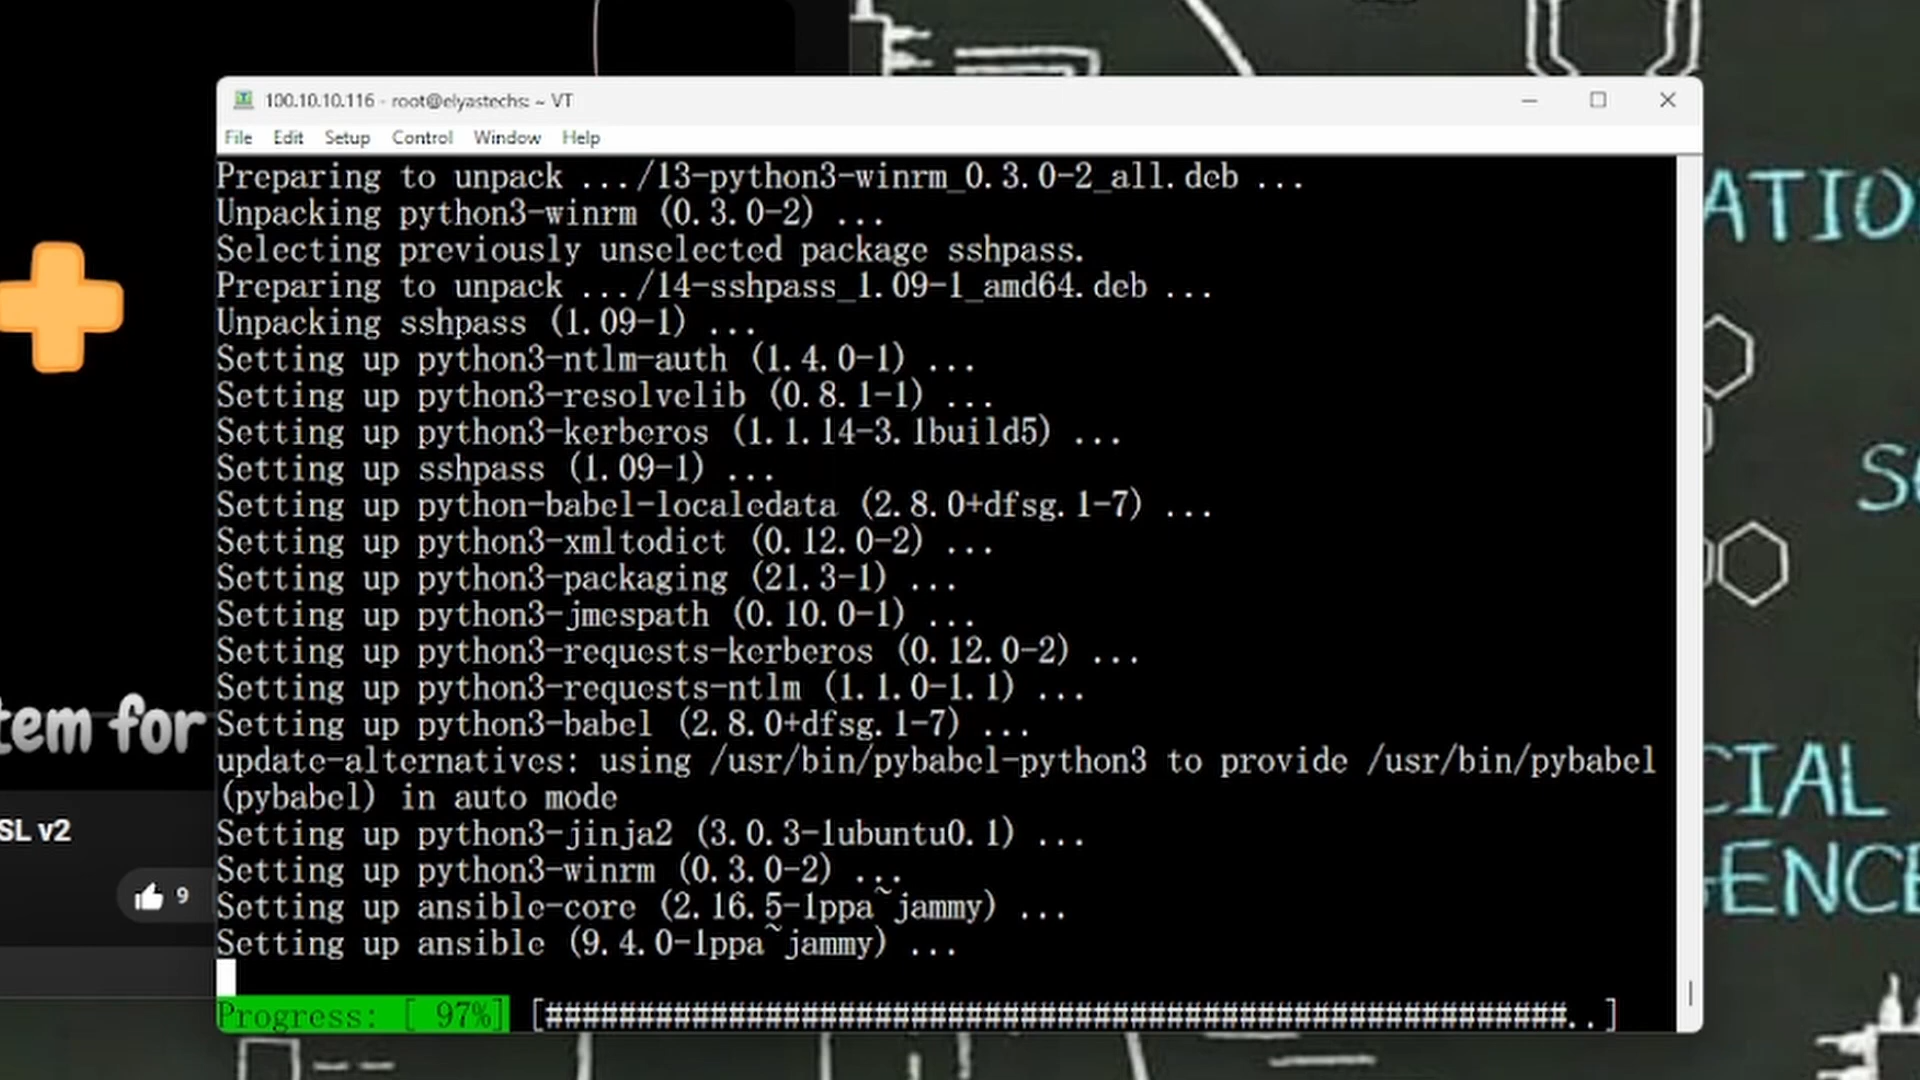 100.10.10.116 - root@elyastechs: ~ VT
File Edit Setup Control Window Help
Preparing to unpack .../13-python3-winrm_0.3.0-2_all.deb ...
Unpacking python3-winrm (0.3.0-2) ...
Selecting previously unselected package sshpass.
Preparing to unpack .../14-sshpass_1.09-1_amd64.deb ...
Unpacking sshpass (1.09-1) ...
Setting up python3-ntlm-auth (1.4.0-1) ...
Setting up python3-resolvelib (0.8.1-1) ...
Setting up python3-kerberos (1.1.14-3.1build5) ...
Setting up sshpass (1.09-1) ...
Setting up python-babel-localedata (2.8.0+dfsg.1-7) ...
Setting up python3-xmltodict (0.12.0-2) ...
Setting up python3-packaging (21.3-1) ...
Setting up python3-jmespath (0.10.0-1) ...
Setting up python3-requests-kerberos (0.12.0-2) ...
Setting up python3-requests-ntlm (1.1.0-1.1) ...
Setting up python3-babel (2.8.0+dfsg.1-7) ...
update-alternatives: using /usr/bin/pybabel-python3 to provide /usr/bin/pybabel
(pybabel) in auto mode
Setting up python3-jinja2 (3.0.3-1ubuntu0.1) ...
Setting up python3-winrm (0.3.0-2) ...
Setting up ansible-core (2.16.5-1ppa~jammy) ...
Setting up ansible (9.4.0-1ppa~jammy) ...
Progress: [ 97%] [########################################################..]
tem for
SL v2
9
ATIO
SC
CIAL
GENCE